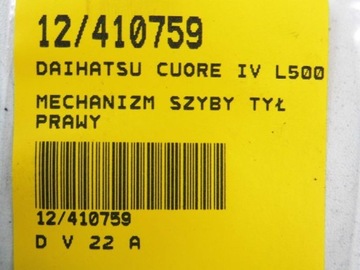 12/410759
DAIHATSU CUORE IV L500
MECHANIZM SZYBY TYŁ
PRAWY
12/410759
D V 22 A